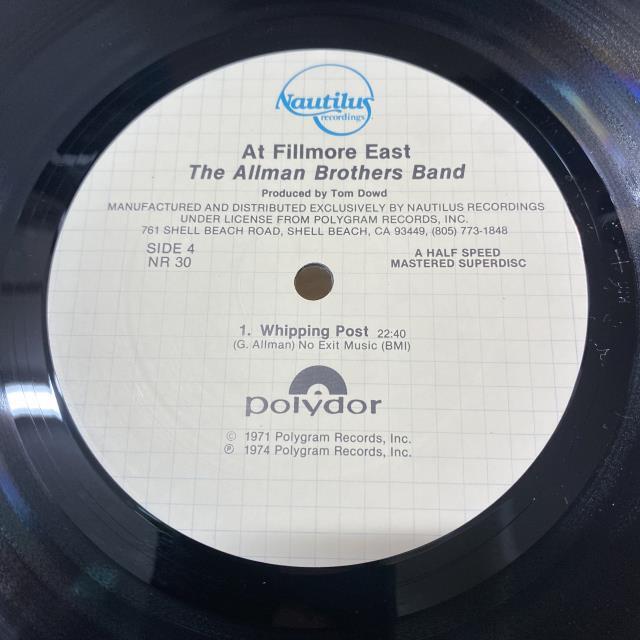 Nautilus
recordings
At Fillmore East
The Allman Brothers Band
Produced by Tom Dowd
MANUFACTURED AND DISTRIBUTED EXCLUSIVELY BY NAUTILUS RECORDINGS
UNDER LICENSE FROM POLYGRAM RECORDS, INC.
761 SHELL BEACH ROAD, SHELL BEACH, CA 93449, (805) 773-1848
SIDE 4
NR 30
A HALF SPEED
MASTERED SUPERDISC
1. Whipping Post 22:40
(G. Allman) No Exit Music (BMI)
polydor
© 1971 Polygram Records, Inc.
℗ 1974 Polygram Records, Inc.